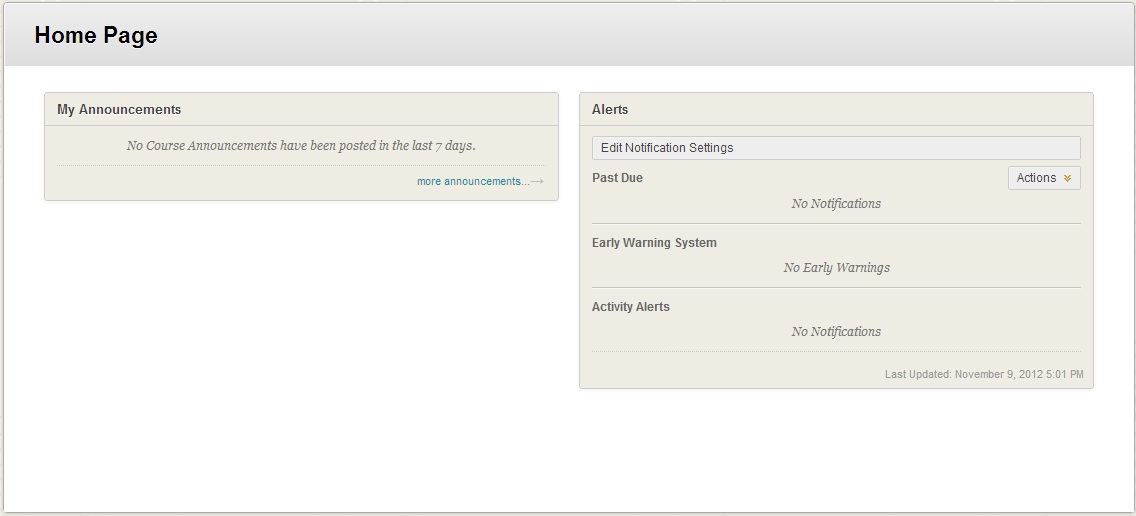 Home Page
My Announcements
No Course Announcements have been posted in the last 7 days.
more announcements...→
Alerts
Edit Notification Settings
Past Due
Actions
No Notifications
Early Warning System
No Early Warnings
Activity Alerts
No Notifications
Last Updated: November 9, 2012 5:01 PM